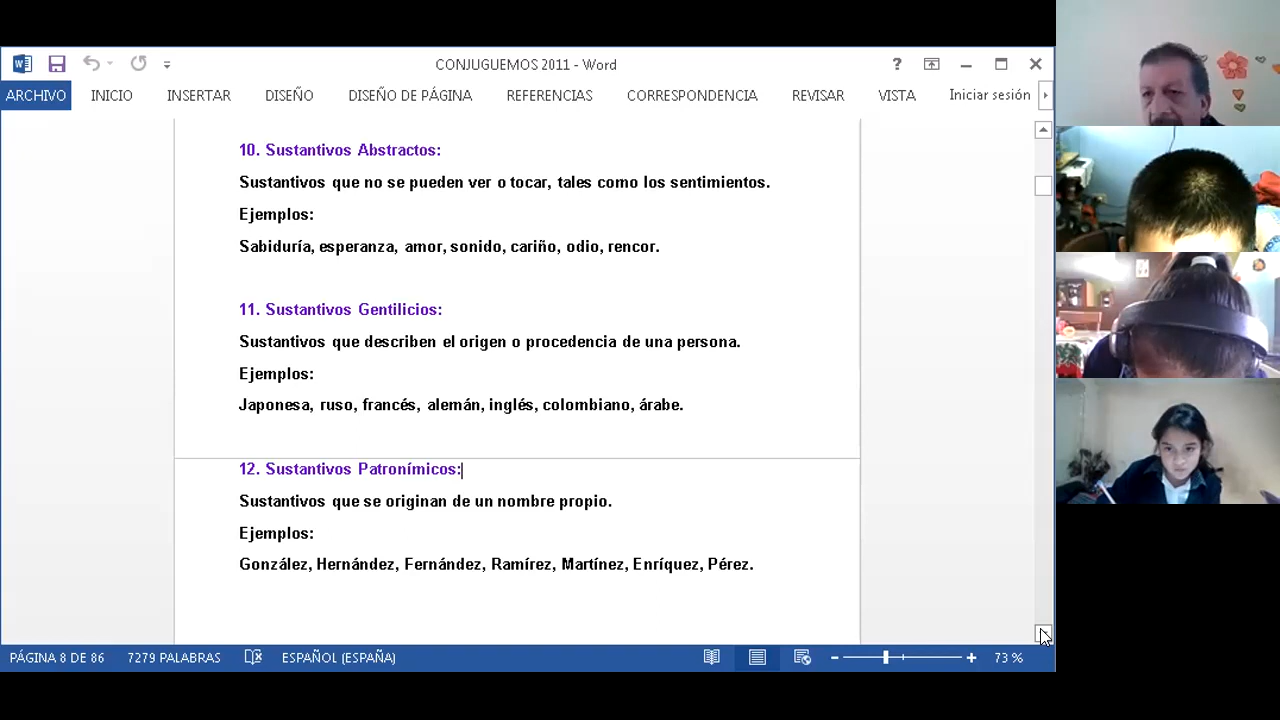 CONJUGUEMOS 2011 - Word
ARCHIVO INICIO INSERTAR DISEÑO DISEÑO DE PÁGINA REFERENCIAS CORRESPONDENCIA REVISAR VISTA Iniciar sesión
10. Sustantivos Abstractos:
Sustantivos que no se pueden ver o tocar, tales como los sentimientos.
Ejemplos:
Sabiduría, esperanza, amor, sonido, cariño, odio, rencor.
11. Sustantivos Gentilicios:
Sustantivos que describen el origen o procedencia de una persona.
Ejemplos:
Japonesa, ruso, francés, alemán, inglés, colombiano, árabe.
12. Sustantivos Patronímicos:
Sustantivos que se originan de un nombre propio.
Ejemplos:
González, Hernández, Fernández, Ramírez, Martínez, Enríquez, Pérez.
PÁGINA 8 DE 86 7279 PALABRAS ESPAÑOL (ESPAÑA) 73 %